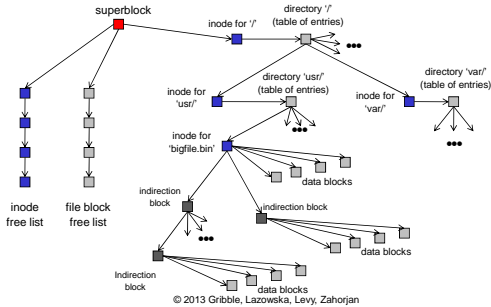 superblock
inode for '/'
directory '/'
(table of entries)
inode for
'usr/'
directory 'usr/'
(table of entries)
inode for
'var/'
directory 'var/'
(table of entries)
inode for
'bigfile.bin'
data blocks
inode
free list
file block
free list
indirection
block
indirection block
data blocks
Indirection
block
data blocks
© 2013 Gribble, Lazowska, Levy, Zahorjan